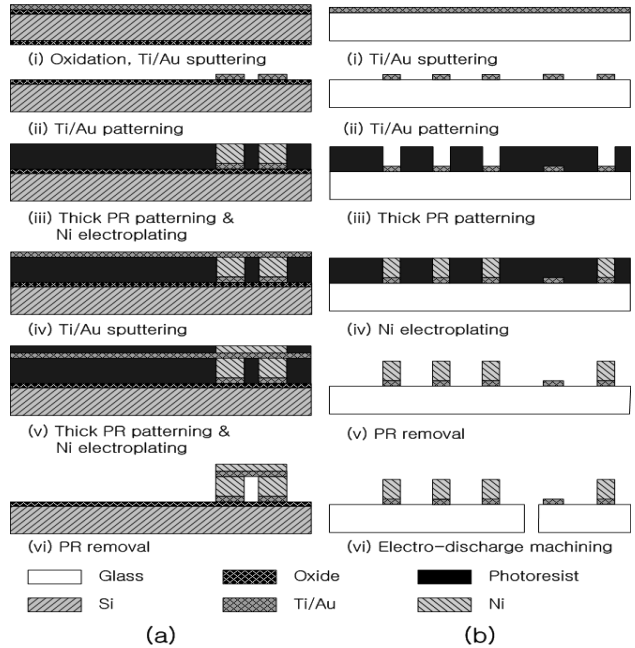 (i) Oxidation, Ti/Au sputtering
(ii) Ti/Au patterning
(iii) Thick PR patterning &
Ni electroplating
(iv) Ti/Au sputtering
(v) Thick PR patterning &
Ni electroplating
(vi) PR removal
(i) Ti/Au sputtering
(ii) Ti/Au patterning
(iii) Thick PR patterning
(iv) Ni electroplating
(v) PR removal
(vi) Electro-discharge machining
Glass Oxide Photoresist
Si Ti/Au Ni
(a) (b)